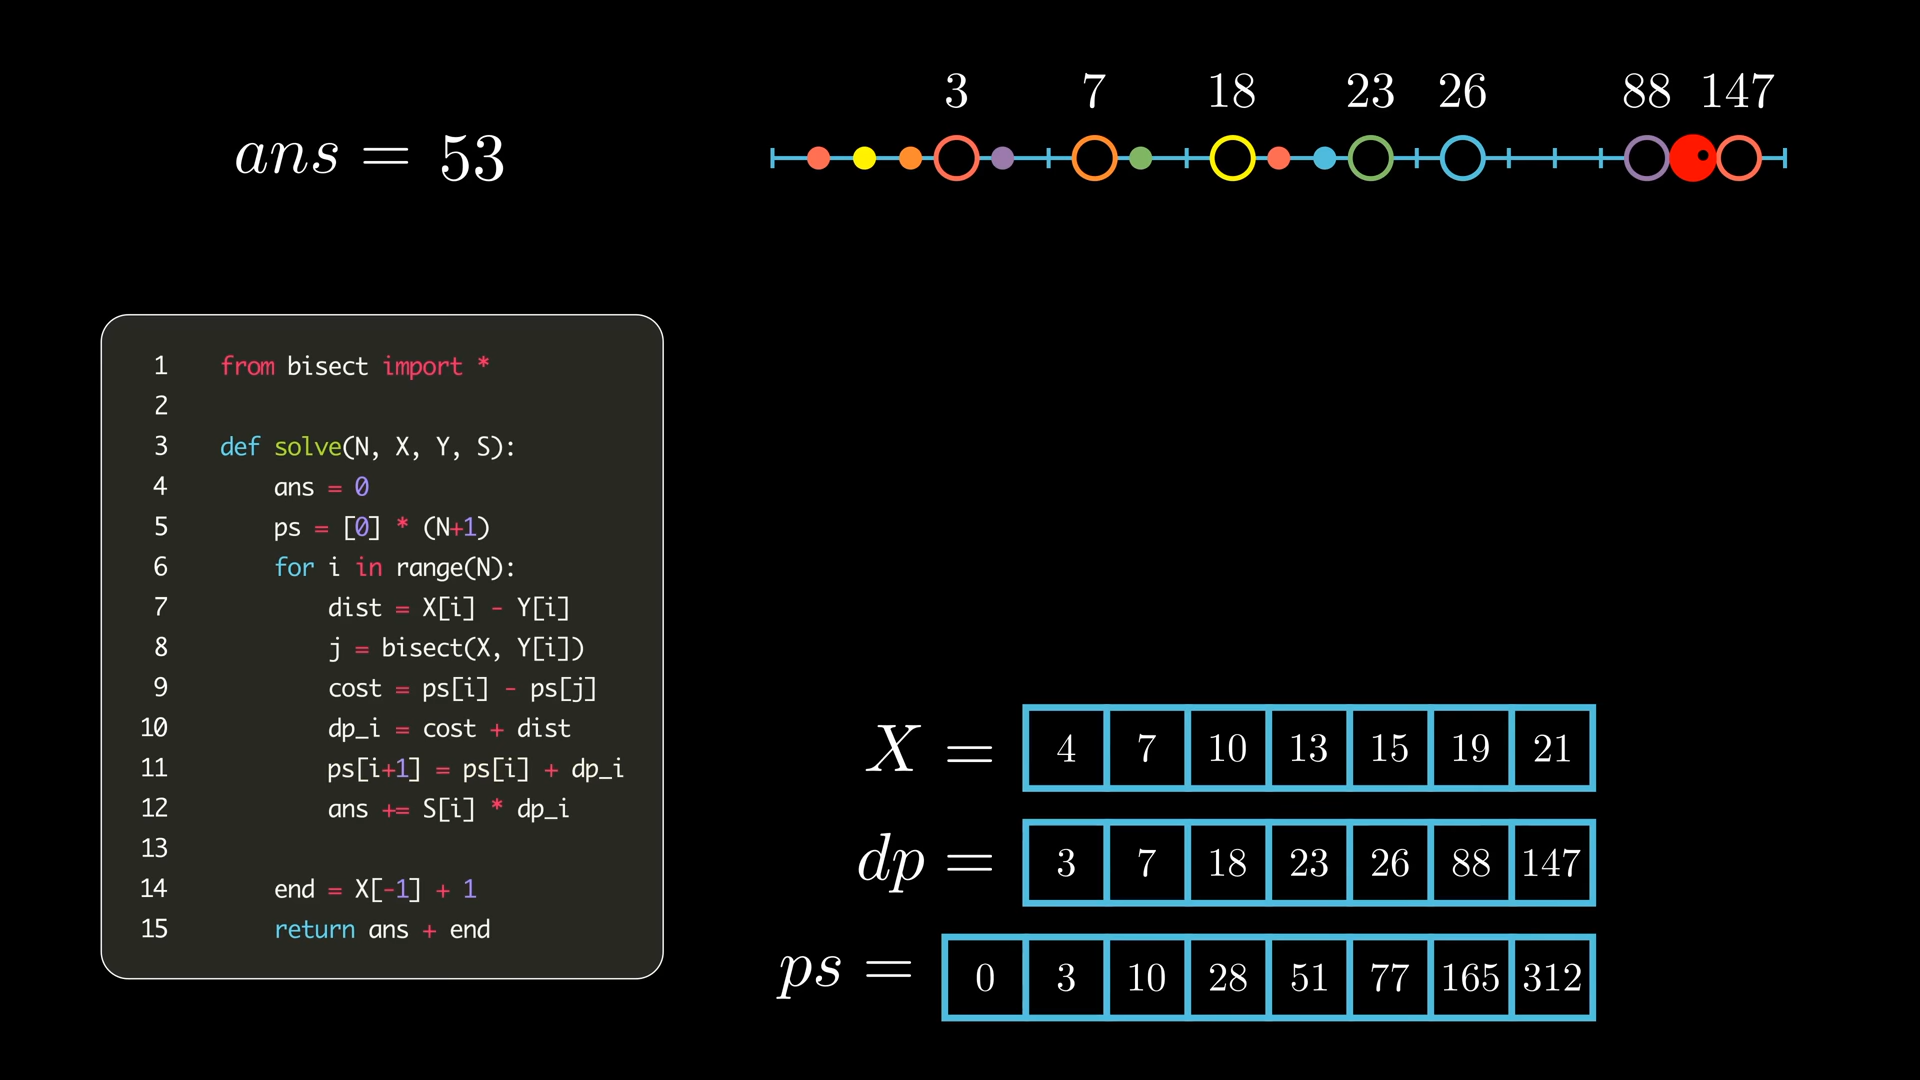 3 7 18 23 26 88 147
ans = 53
1 from bisect import *
2
3 def solve(N, X, Y, S):
4 ans = 0
5 ps = [0] * (N+1)
6 for i in range(N):
7 dist = X[i] - Y[i]
8 j = bisect(X, Y[i])
9 cost = ps[i] - ps[j]
10 dp_i = cost + dist
11 ps[i+1] = ps[i] + dp_i
12 ans += S[i] * dp_i
13
14 end = X[-1] + 1
15 return ans + end
X = 4 7 10 13 15 19 21
dp = 3 7 18 23 26 88 147
ps = 0 3 10 28 51 77 165 312